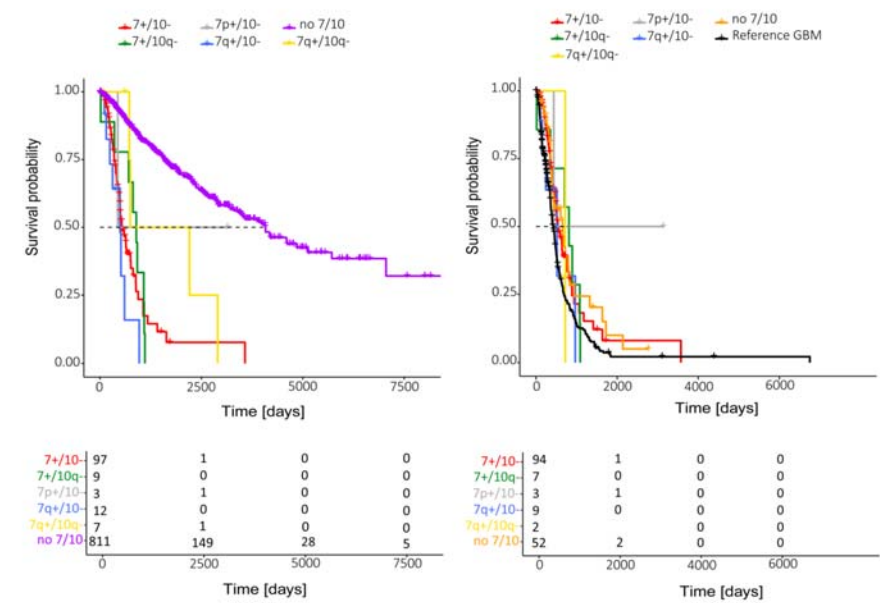 7+/10- 7p+/10- no 7/10
7+/10q- 7q+/10- 7q+/10q-
7+/10- 7p+/10- no 7/10
7+/10q- 7q+/10- Reference GBM
7q+/10q-
Survival probability
1.00
0.75
0.50
0.25
0.00
0 2500 5000 7500
Time [days]
Survival probability
1.00
0.75
0.50
0.25
0.00
0 2000 4000 6000
Time [days]
7+/10- 97 1 0 0
7+/10q- 9 0 0 0
7p+/10- 3 1 0 0
7q+/10- 12 0 0 0
7q+/10q- 7 1 0 0
no 7/10 811 149 28 5
0 2500 5000 7500
Time [days]
7+/10- 94 1 0 0
7+/10q- 7 0 0 0
7p+/10- 3 1 0 0
7q+/10- 9 0 0 0
7q+/10q- 2 0 0
no 7/10 52 2 0 0
0 2000 4000 6000
Time [days]